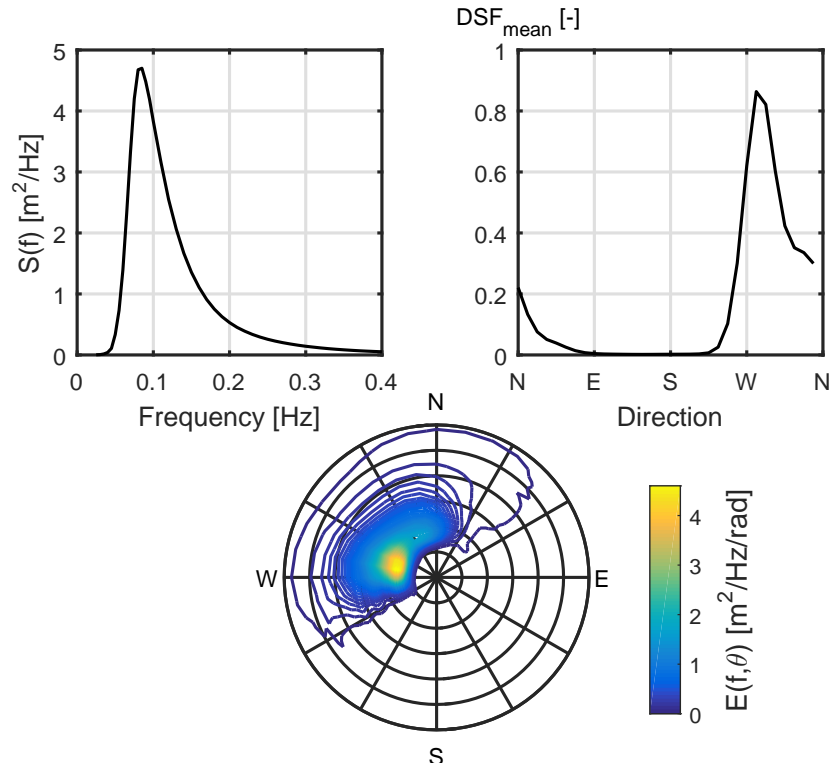 DSF_mean [-]
5
4
3
2
1
0
S(f) [m²/Hz]
0 0.1 0.2 0.3 0.4
Frequency [Hz]
1
0.8
0.6
0.4
0.2
0
N E S W N
Direction
N
W
E
S
4
3
2
1
0
E(f,θ) [m²/Hz/rad]